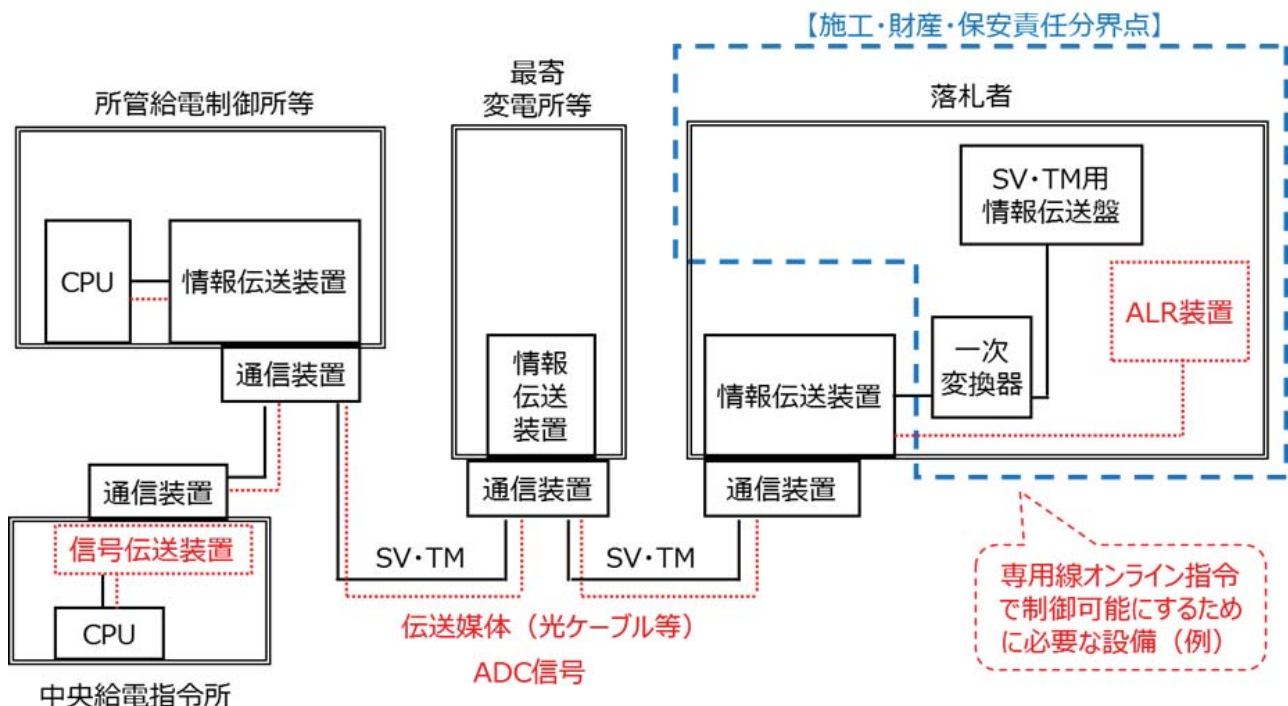 【施工・財産・保安責任分界点】
最寄
変電所等
所管給電制御所等
落札者
SV・TM用
情報伝送盤
CPU
情報伝送装置
ALR装置
一次
変換器
情報
伝送
装置
情報伝送装置
通信装置
通信装置
通信装置
通信装置
信号伝送装置
CPU
中央給電指令所
SV・TM
SV・TM
伝送媒体（光ケーブル等）
ADC信号
専用線オンライン指令
で制御可能にするため
に必要な設備（例）